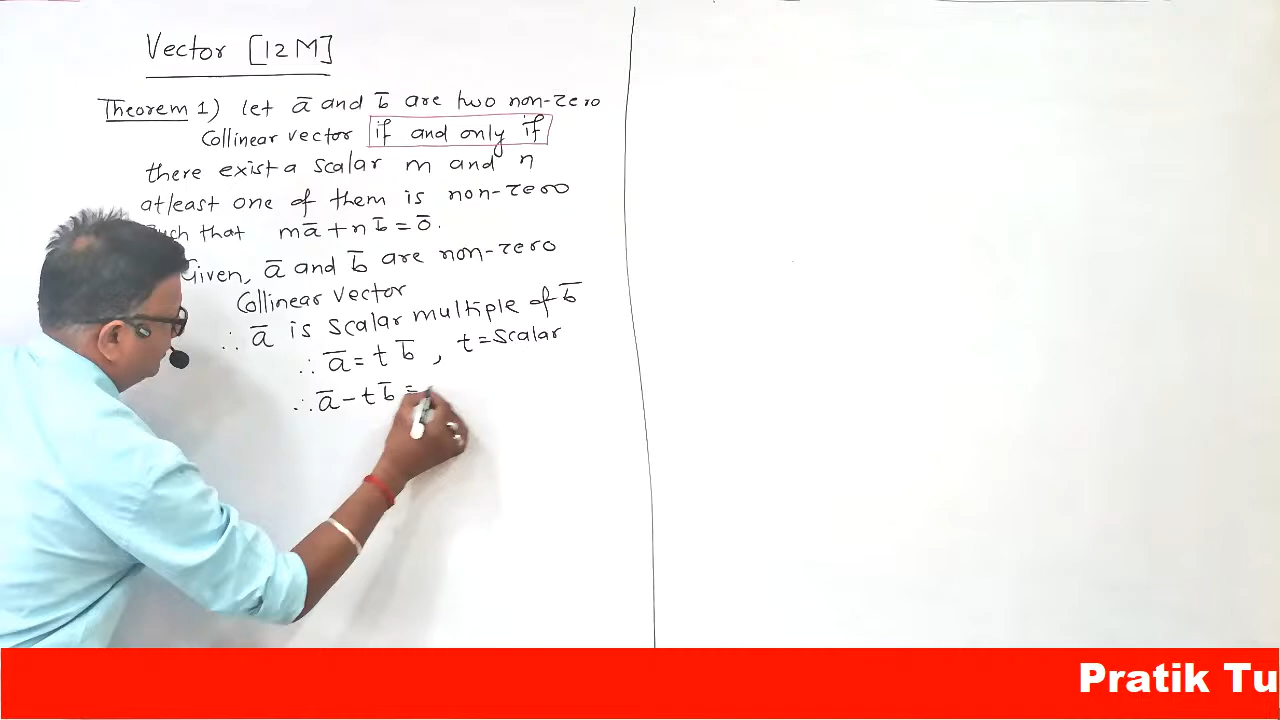 Vector [12M]
Theorem 1) let ā and b̄ are two non-zero
Collinear vector if and only if
there exist a scalar m and n
atleast one of them is non-zero
such that mā + nb̄ = ō.
Given, ā and b̄ are non-zero
Collinear vector
∴ ā is scalar multiple of b̄
∴ ā = t b̄ , t = scalar
∴ ā - t b̄ =
Pratik Tu